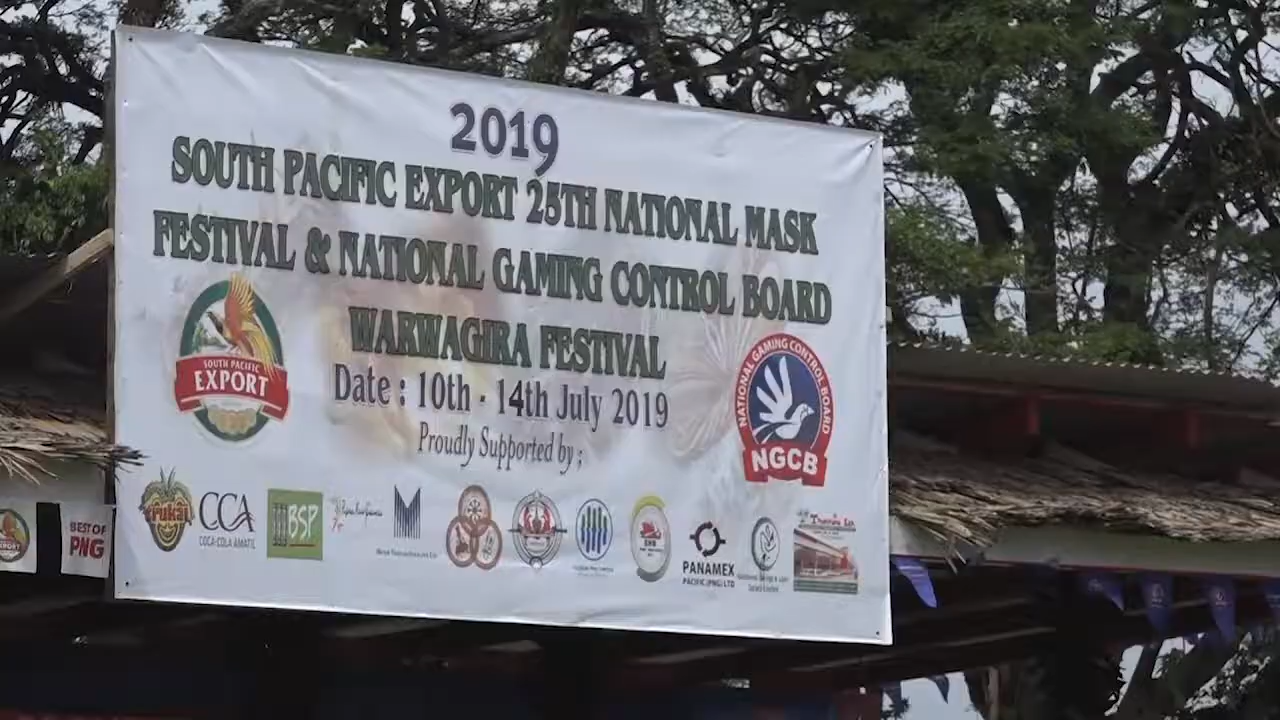 2019
SOUTH PACIFIC EXPORT 25TH NATIONAL MASK
FESTIVAL & NATIONAL GAMING CONTROL BOARD
WARWAGIRA FESTIVAL
Date : 10th - 14th July 2019
Proudly Supported by ;
SOUTH PACIFIC
EXPORT
NATIONAL GAMING CONTROL BOARD
NGCB
Trukai
CCA
COCA-COLA AMATIL
BSP
PANAMEX
PACIFIC (PNG) LTD
EXPORT
BEST OF
PNG